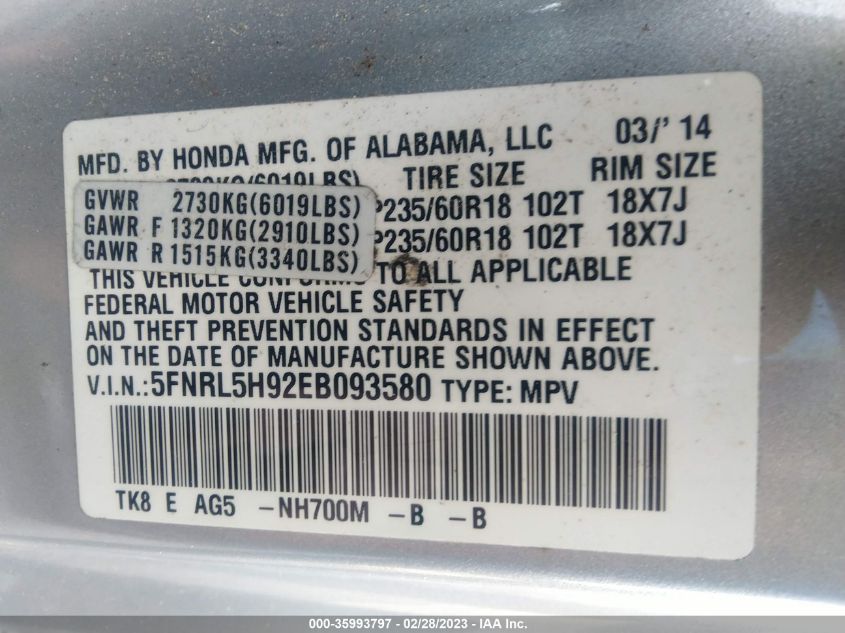 MFD. BY HONDA MFG. OF ALABAMA, LLC 03/' 14
2730KG(6019LBS) TIRE SIZE RIM SIZE
GVWR 2730KG(6019LBS) P235/60R18 102T 18X7J
GAWR F 1320KG(2910LBS) P235/60R18 102T 18X7J
GAWR R 1515KG(3340LBS)
THIS VEHICLE CONFORMS TO ALL APPLICABLE
FEDERAL MOTOR VEHICLE SAFETY
AND THEFT PREVENTION STANDARDS IN EFFECT
ON THE DATE OF MANUFACTURE SHOWN ABOVE.
V.I.N.:5FNRL5H92EB093580 TYPE: MPV
TK8 E AG5 -NH700M -B -B
000-35993797 - 02/28/2023 - IAA Inc.